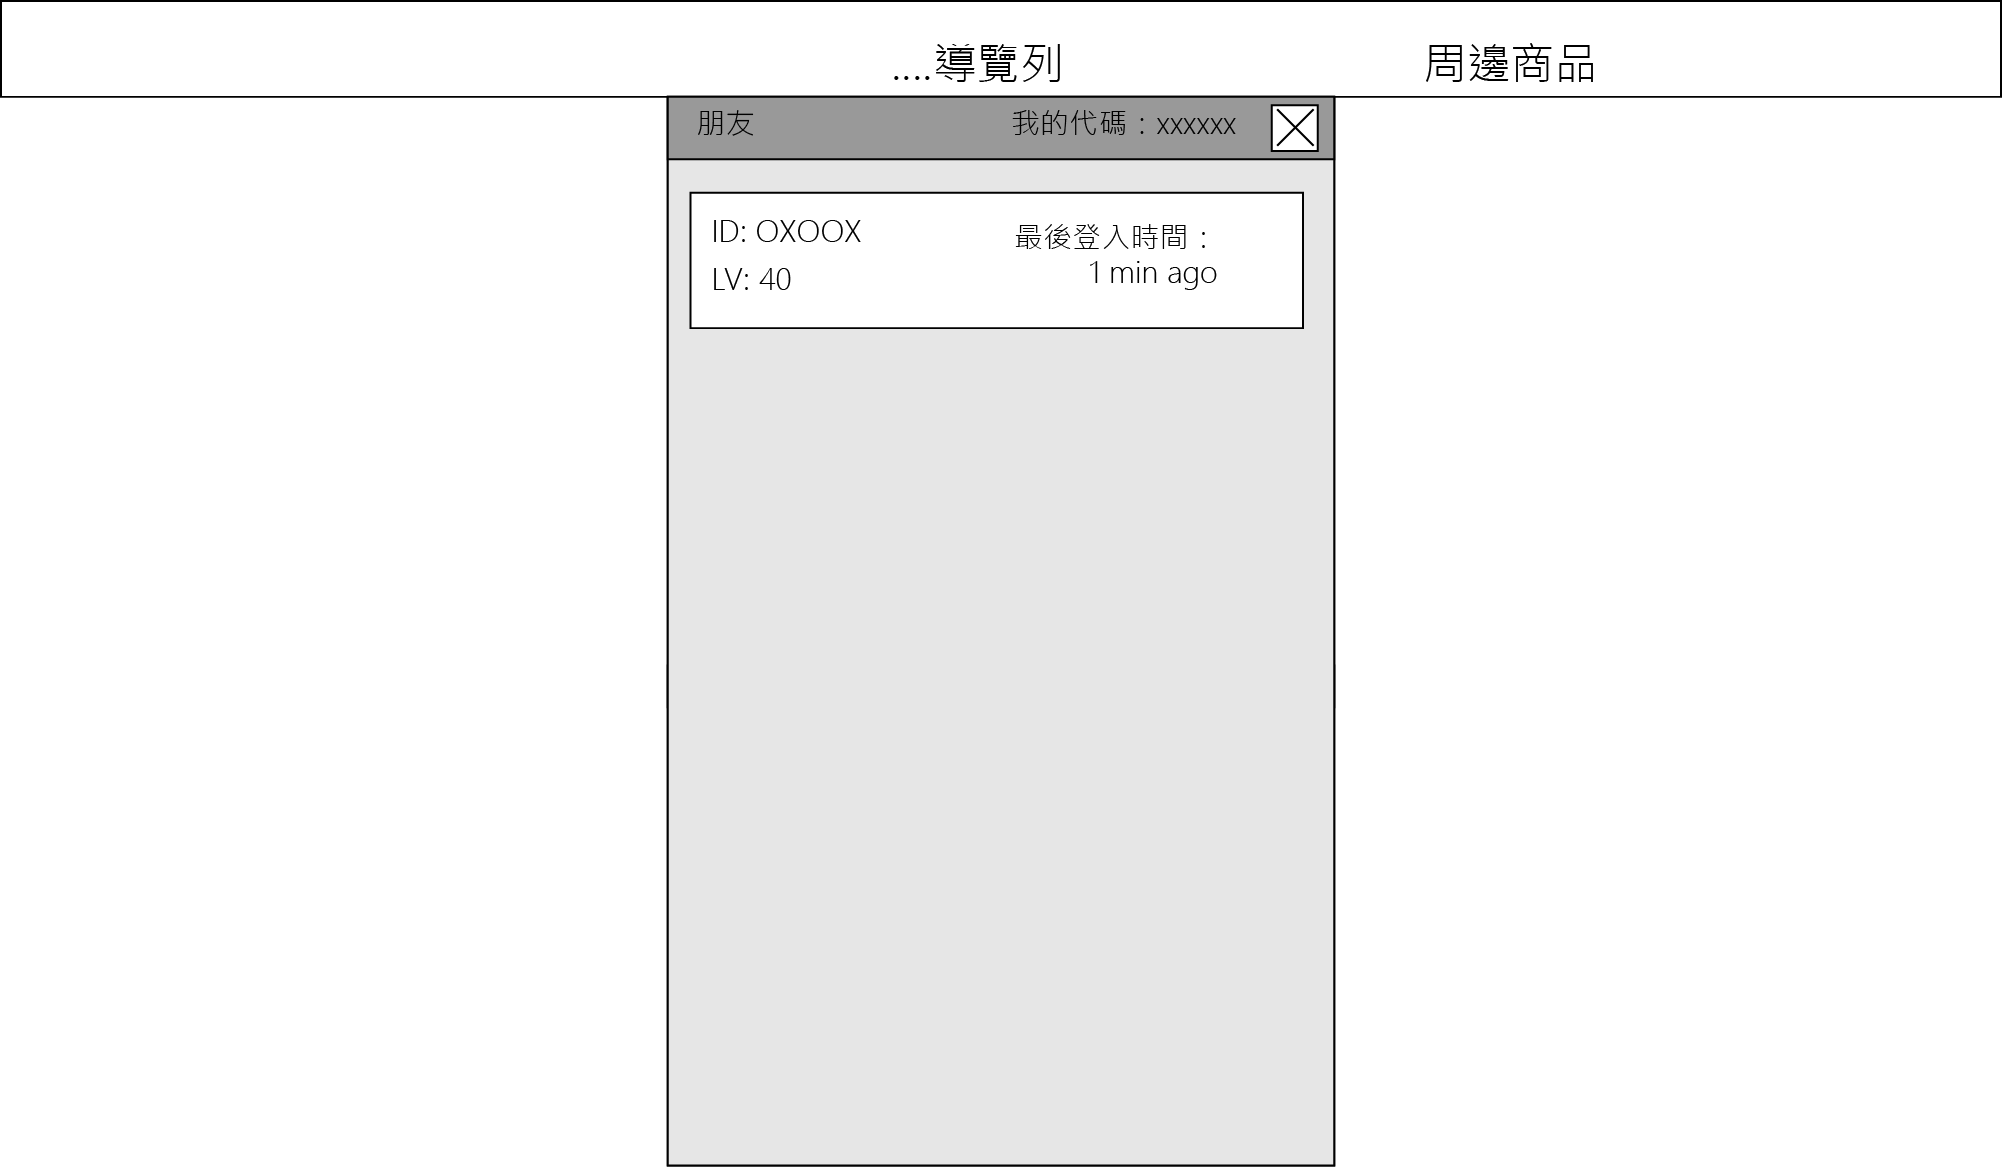 ....導覽列
周邊商品
朋友
我的代碼：xxxxxx
ID: OXOOX
LV: 40
最後登入時間：
1 min ago